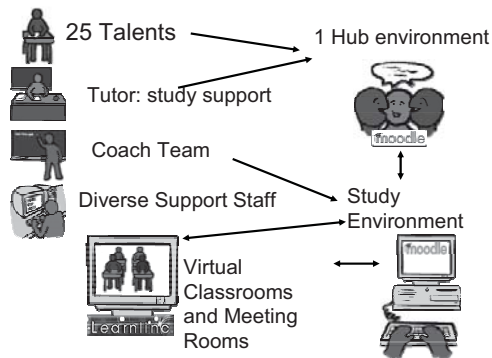 25 Talents
1 Hub environment
Tutor: study support
moodle
Coach Team
Diverse Support Staff
Study
Environment
moodle
Virtual
Classrooms
and Meeting
Rooms
Learnlinc